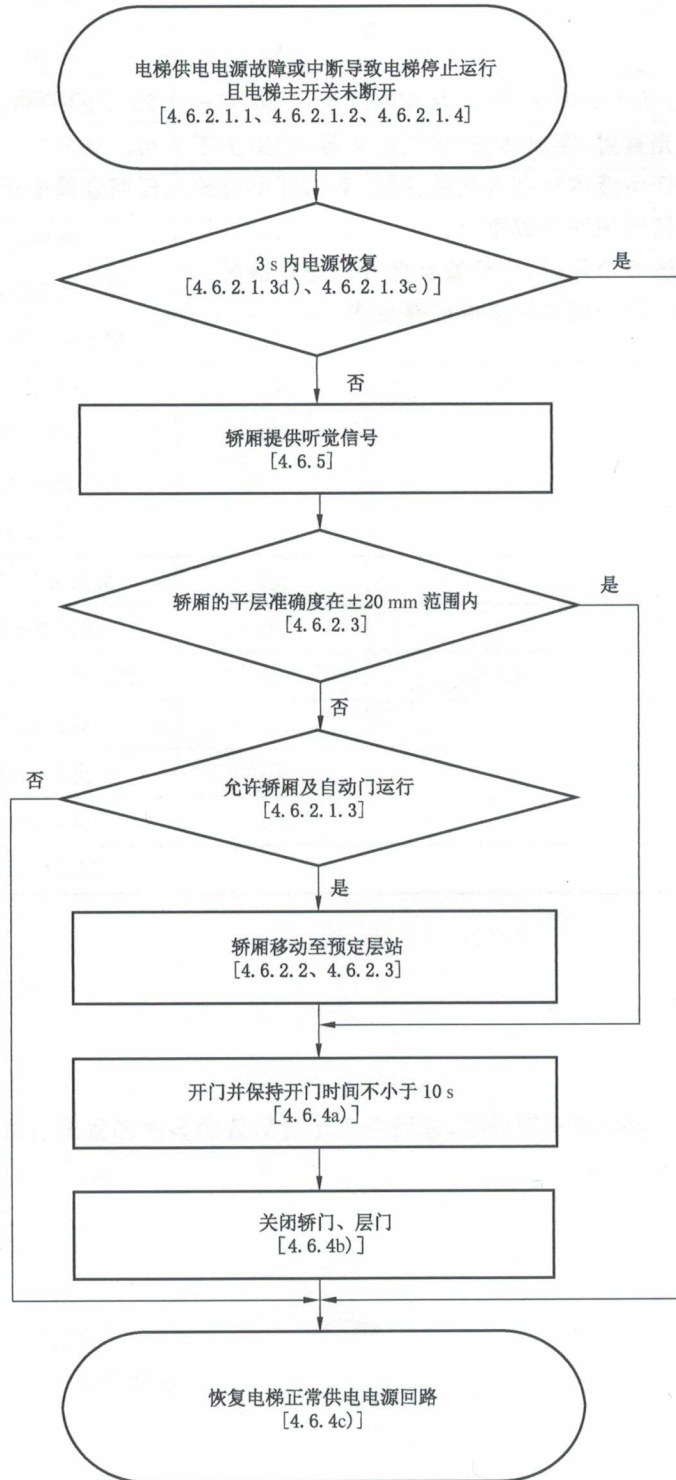 电梯供电电源故障或中断导致电梯停止运行
且电梯主开关未断开
[4.6.2.1.1、4.6.2.1.2、4.6.2.1.4]
3 s 内电源恢复
[4.6.2.1.3d)、4.6.2.1.3e)]
是
否
轿厢提供听觉信号
[4.6.5]
轿厢的平层准确度在±20 mm 范围内
[4.6.2.3]
是
否
允许轿厢及自动门运行
[4.6.2.1.3]
否
是
轿厢移动至预定层站
[4.6.2.2、4.6.2.3]
开门并保持开门时间不小于 10 s
[4.6.4a)]
关闭轿门、层门
[4.6.4b)]
恢复电梯正常供电电源回路
[4.6.4c)]